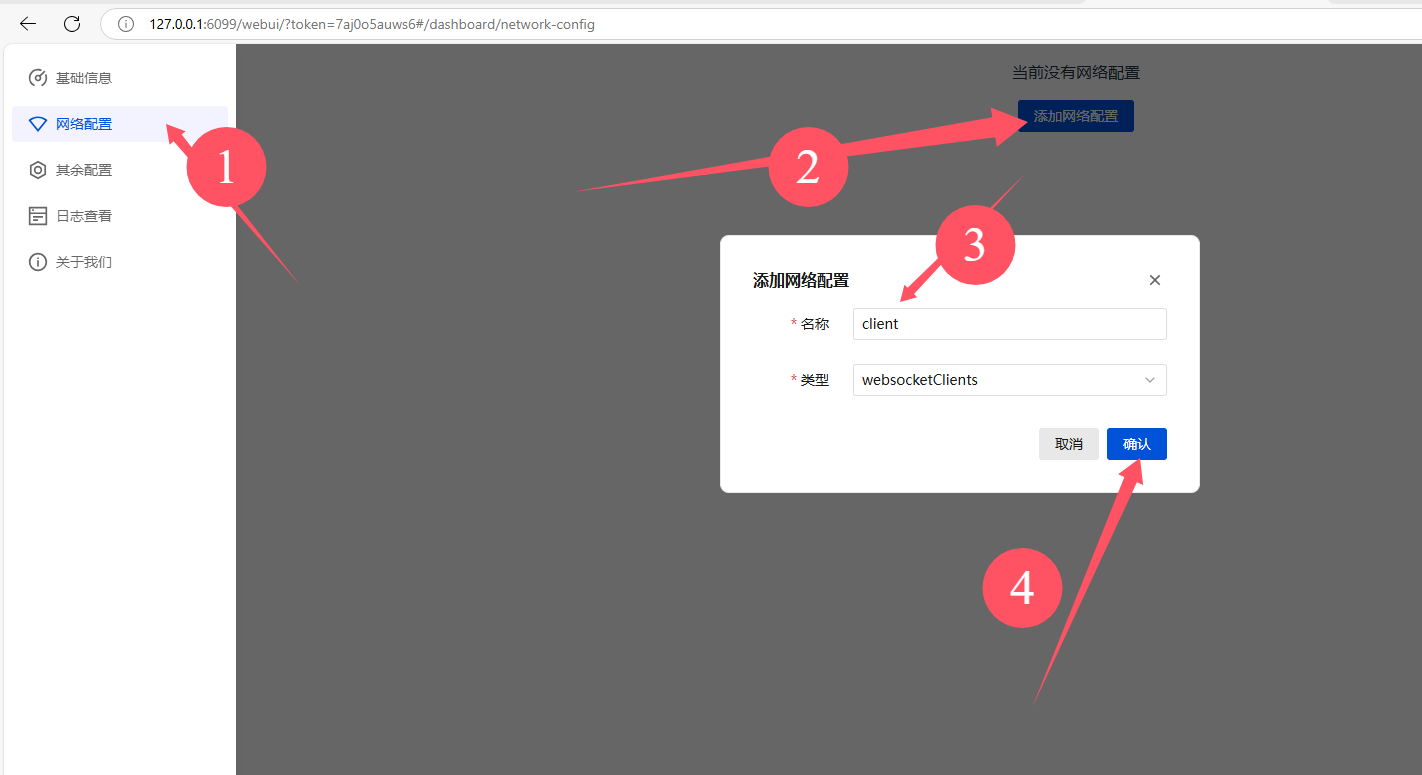 127.0.0.1:6099/webui/?token=7aj0o5auws6#/dashboard/network-config
基础信息
网络配置
其余配置
日志查看
关于我们
当前没有网络配置
添加网络配置
1
2
3
添加网络配置
* 名称 client
* 类型 websocketClients
取消 确认
4